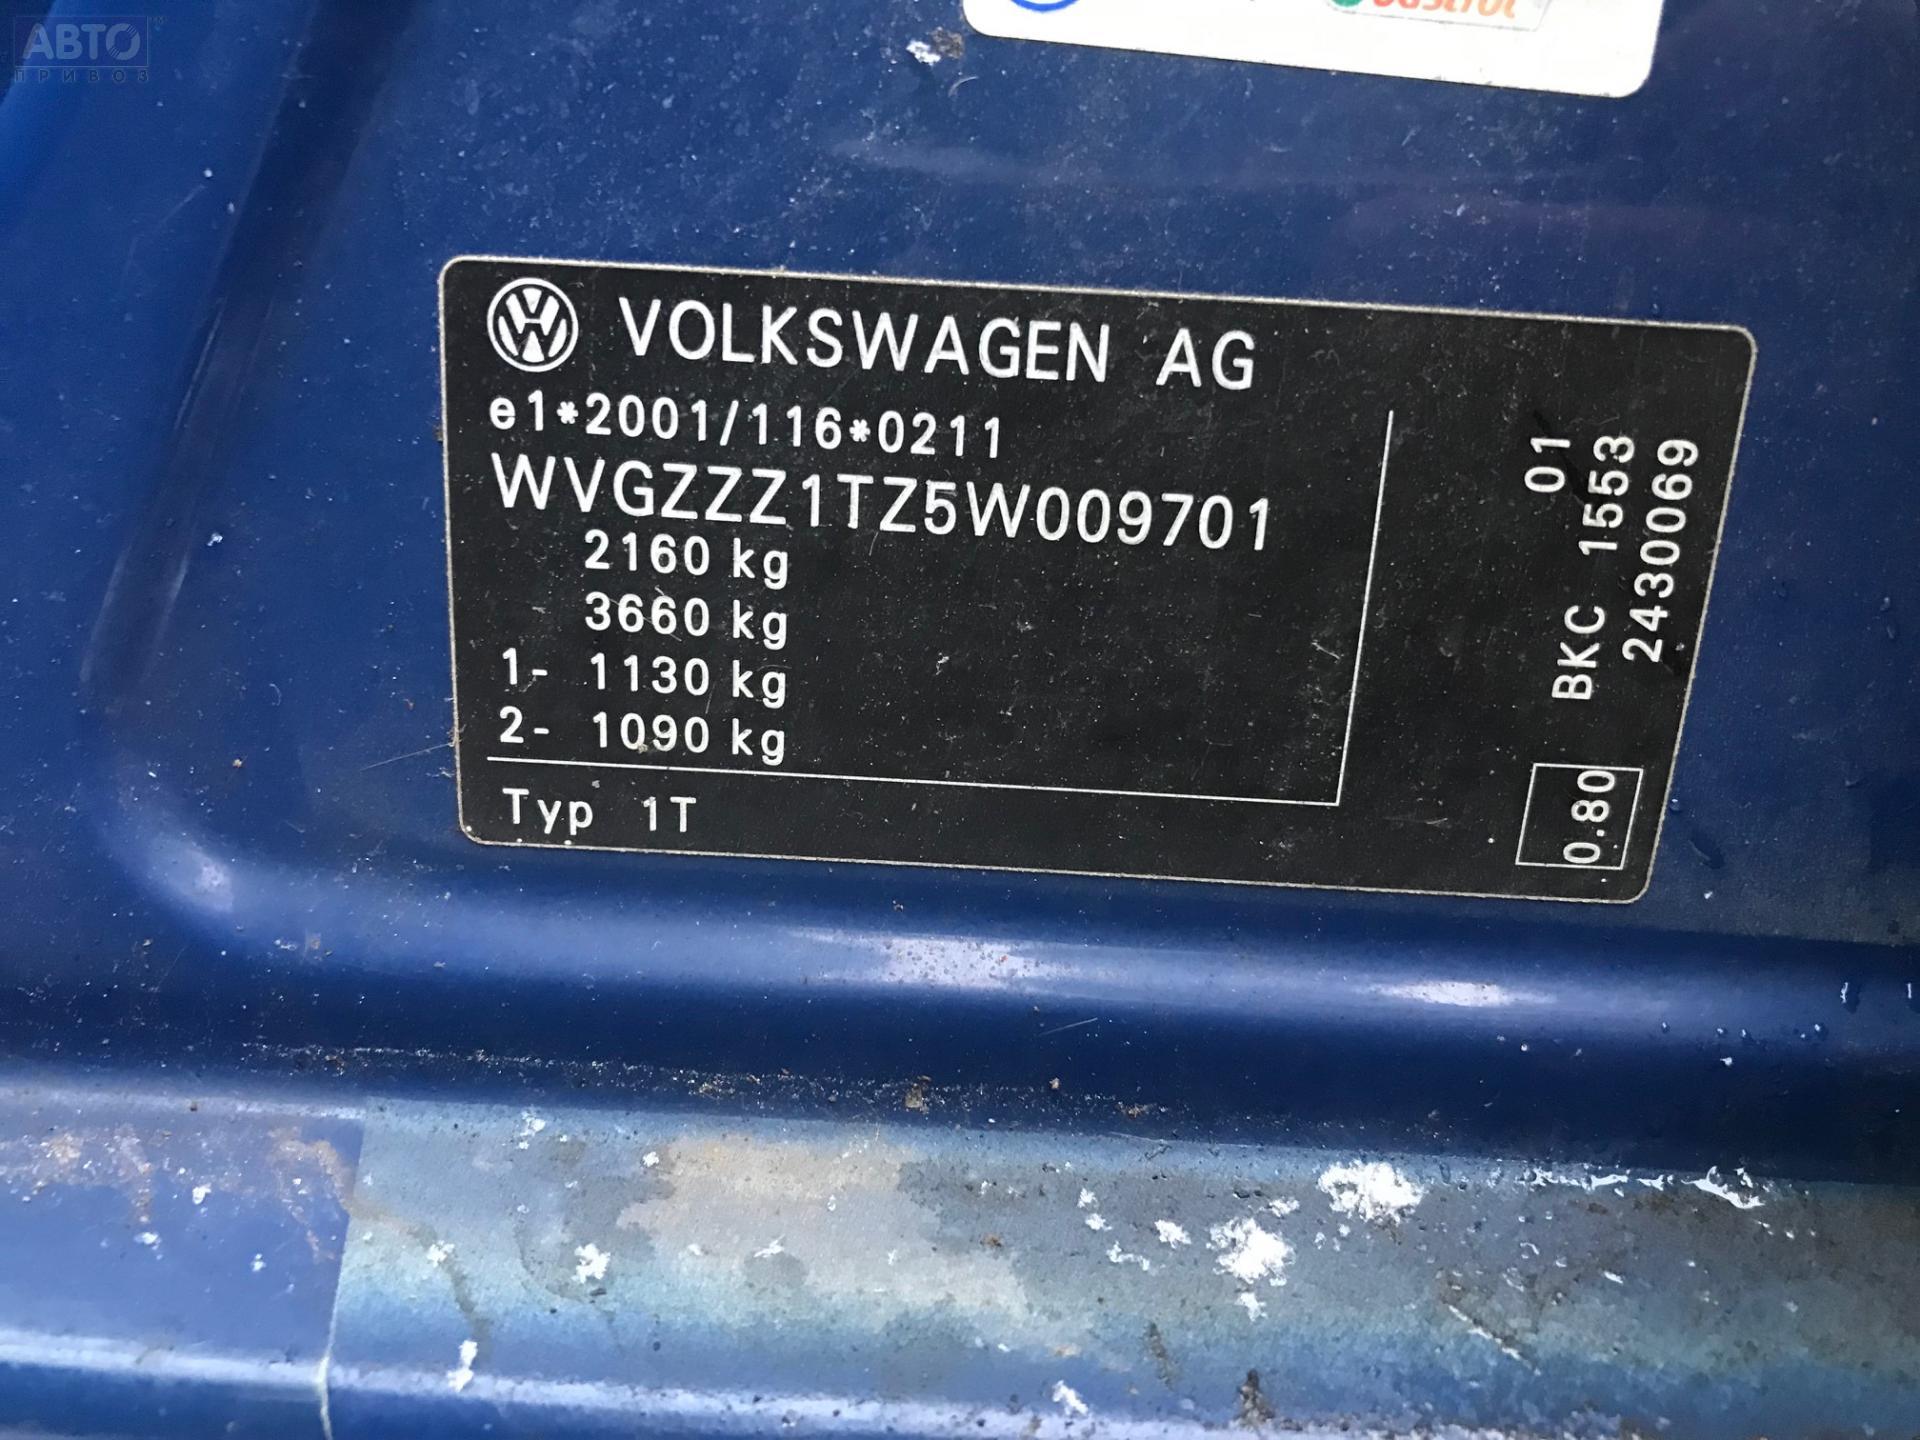 АВТО
ПРИВОЗ
VOLKSWAGEN AG
e1*2001/116*0211
WVGZZZ1TZ5W009701
2160 kg
3660 kg
1- 1130 kg
2- 1090 kg
Typ 1T
01
BKC 1553
2430069
0.80